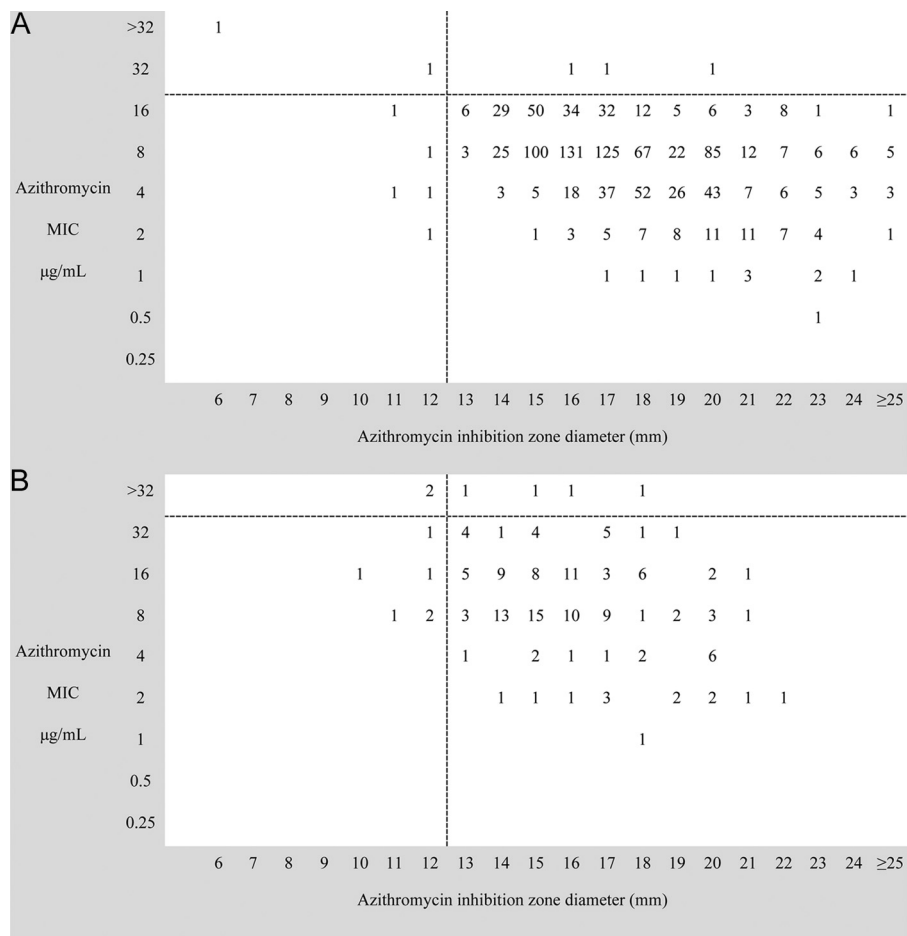 A
>32 1
32 1 1 1 1
16 1 6 29 50 34 32 12 5 6 3 8 1 1
8 1 3 25 100 131 125 67 22 85 12 7 6 6 5
Azithromycin 4 1 1 3 5 18 37 52 26 43 7 6 5 3 3
MIC 2 1 1 3 5 7 8 11 11 7 4 1
μg/mL 1 1 1 1 1 3 2 1
0.5 1
0.25
6 7 8 9 10 11 12 13 14 15 16 17 18 19 20 21 22 23 24 ≥25
Azithromycin inhibition zone diameter (mm)
B
>32 2 1 1 1 1
32 1 4 1 4 5 1 1
16 1 1 5 9 8 11 3 6 2 1
8 1 2 3 13 15 10 9 1 2 3 1
Azithromycin 4 1 2 1 1 2 6
MIC 2 1 1 1 3 2 2 1 1
μg/mL 1 1
0.5
0.25
6 7 8 9 10 11 12 13 14 15 16 17 18 19 20 21 22 23 24 ≥25
Azithromycin inhibition zone diameter (mm)